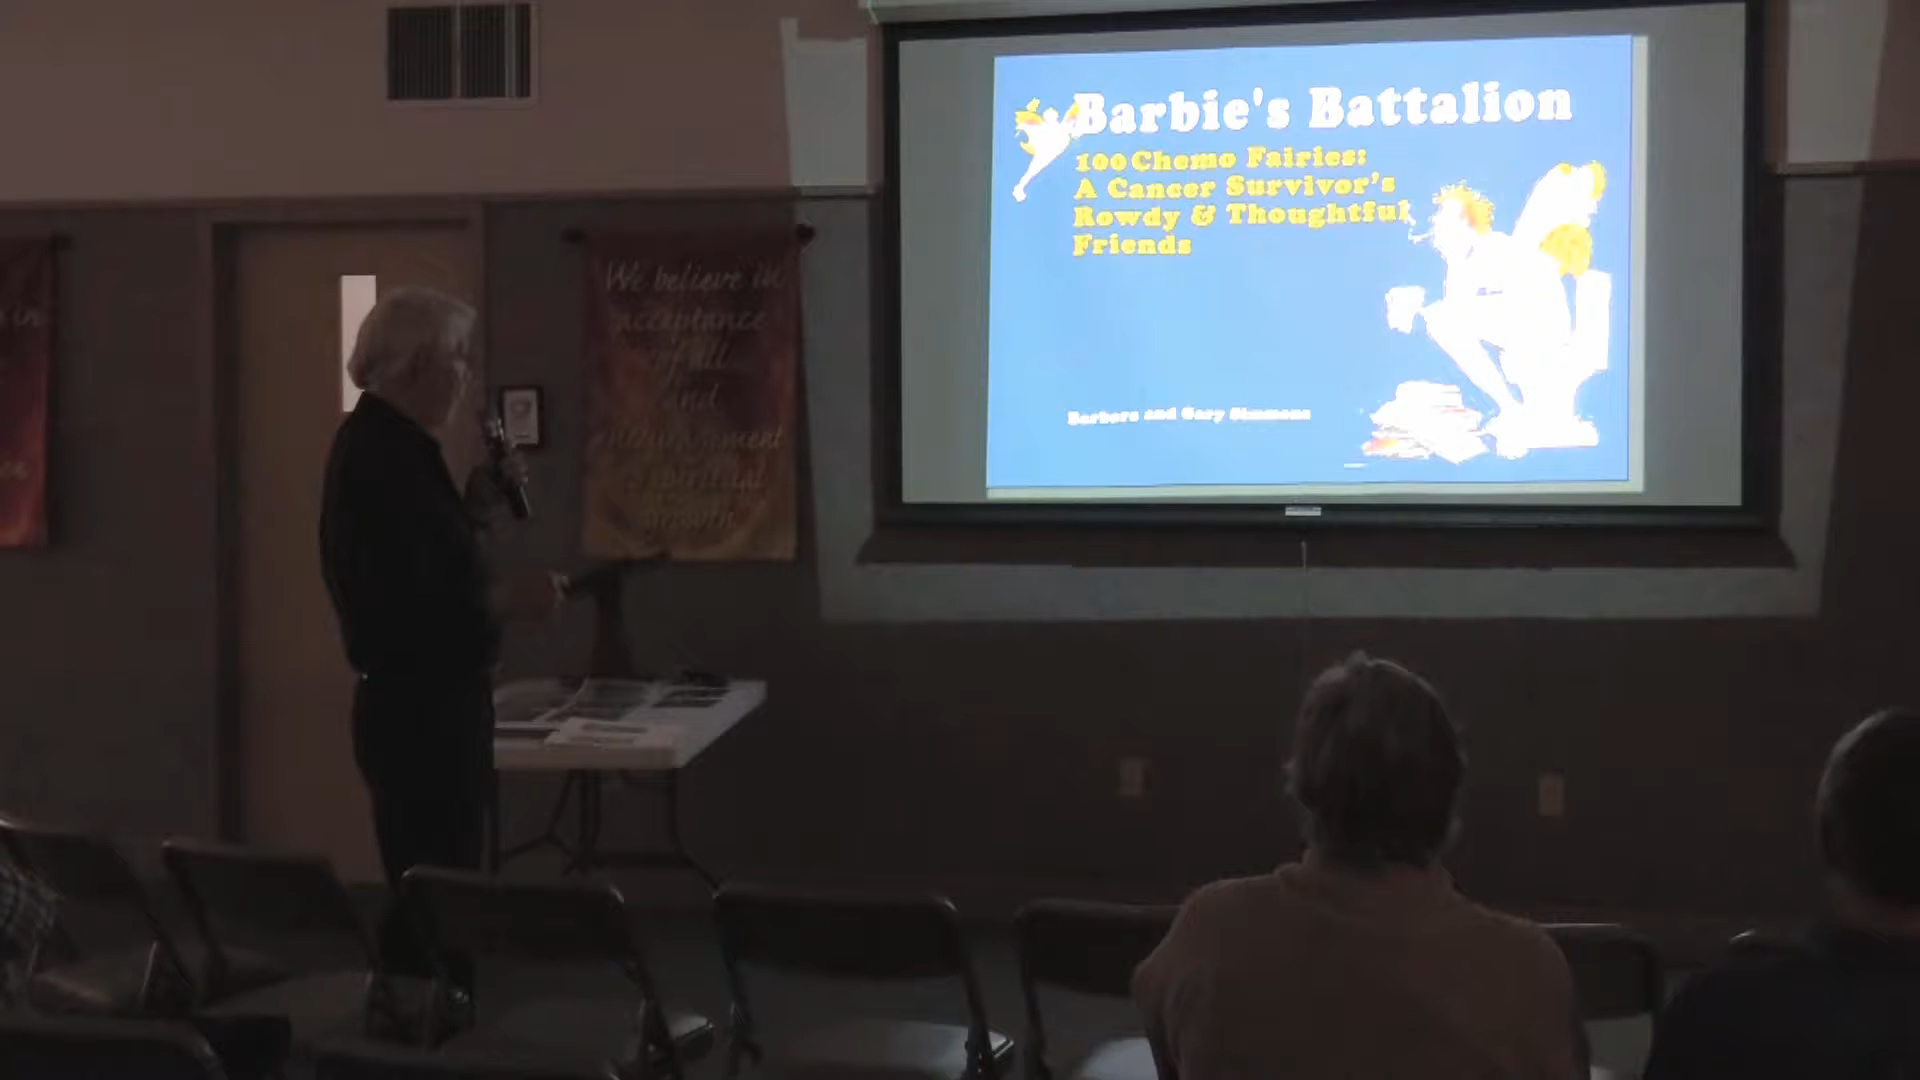 Barbie's Battalion
100 Chemo Fairies:
A Cancer Survivor's
Rowdy & Thoughtful
Friends
Barbara and Gary Simmons
We believe in
acceptance
of all
and
encouragement
spiritual
growth
in